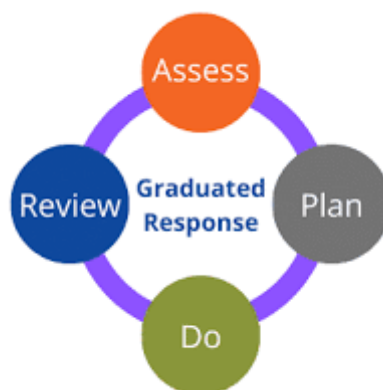 Assess
Review
Graduated
Response
Plan
Do